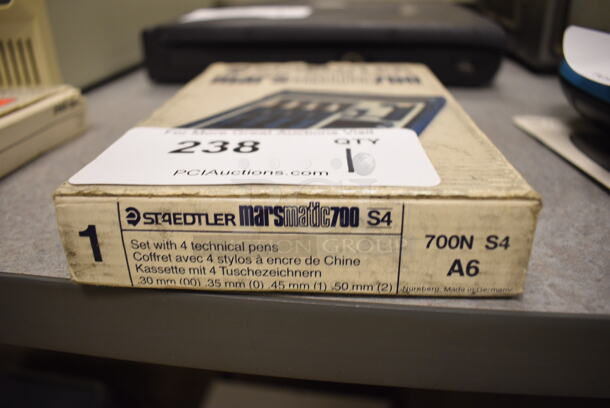 marsmatic700
For More Great Auctions Visit
238
QTY
1
PCIAuctions.com
1
STAEDTLER marsmatic700 S4
Set with 4 technical pens
Coffret avec 4 stylos à encre de Chine
Kassette mit 4 Tuschezeichnern
.30 mm (00) .35 mm (0) .45 mm (1) .50 mm (2)
700N S4
A6
Nürnberg, Made in Germany